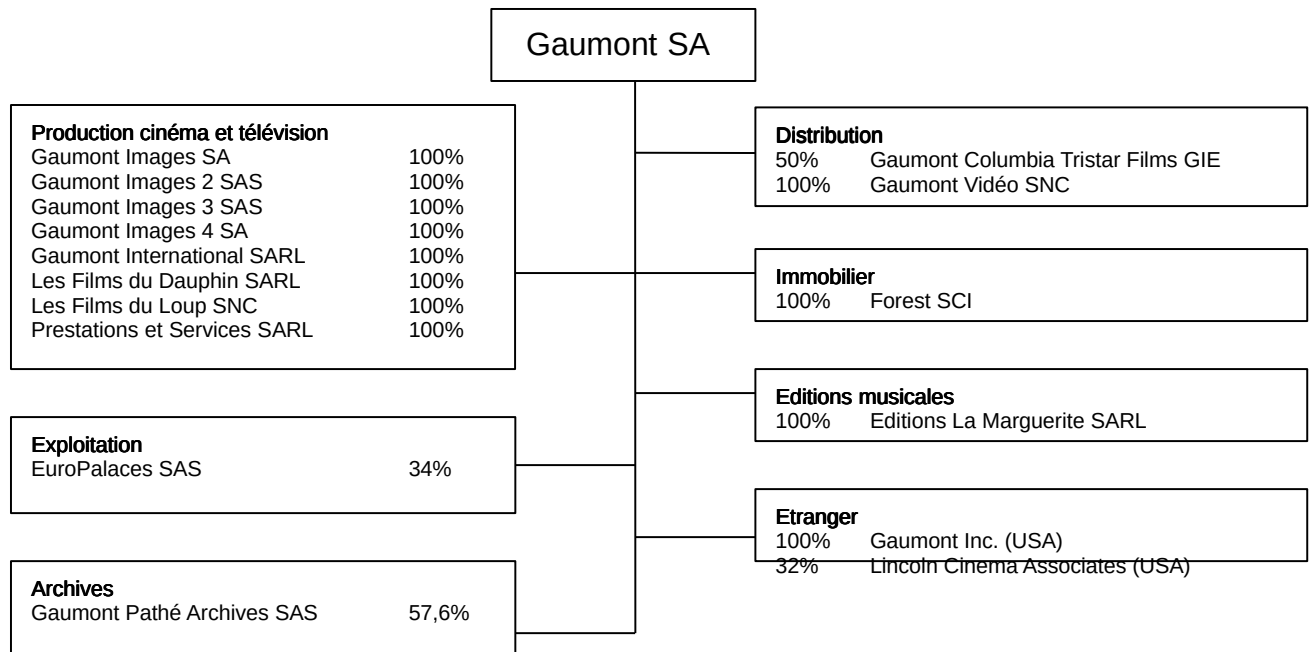 Gaumont SA
Production cinéma et télévision
Gaumont Images SA 100%
Gaumont Images 2 SAS 100%
Gaumont Images 3 SAS 100%
Gaumont Images 4 SA 100%
Gaumont International SARL 100%
Les Films du Dauphin SARL 100%
Les Films du Loup SNC 100%
Prestations et Services SARL 100%
Exploitation
EuroPalaces SAS 34%
Archives
Gaumont Pathé Archives SAS 57,6%
Distribution
50% Gaumont Columbia Tristar Films GIE
100% Gaumont Vidéo SNC
Immobilier
100% Forest SCI
Editions musicales
100% Editions La Marguerite SARL
Etranger
100% Gaumont Inc. (USA)
32% Lincoln Cinema Associates (USA)